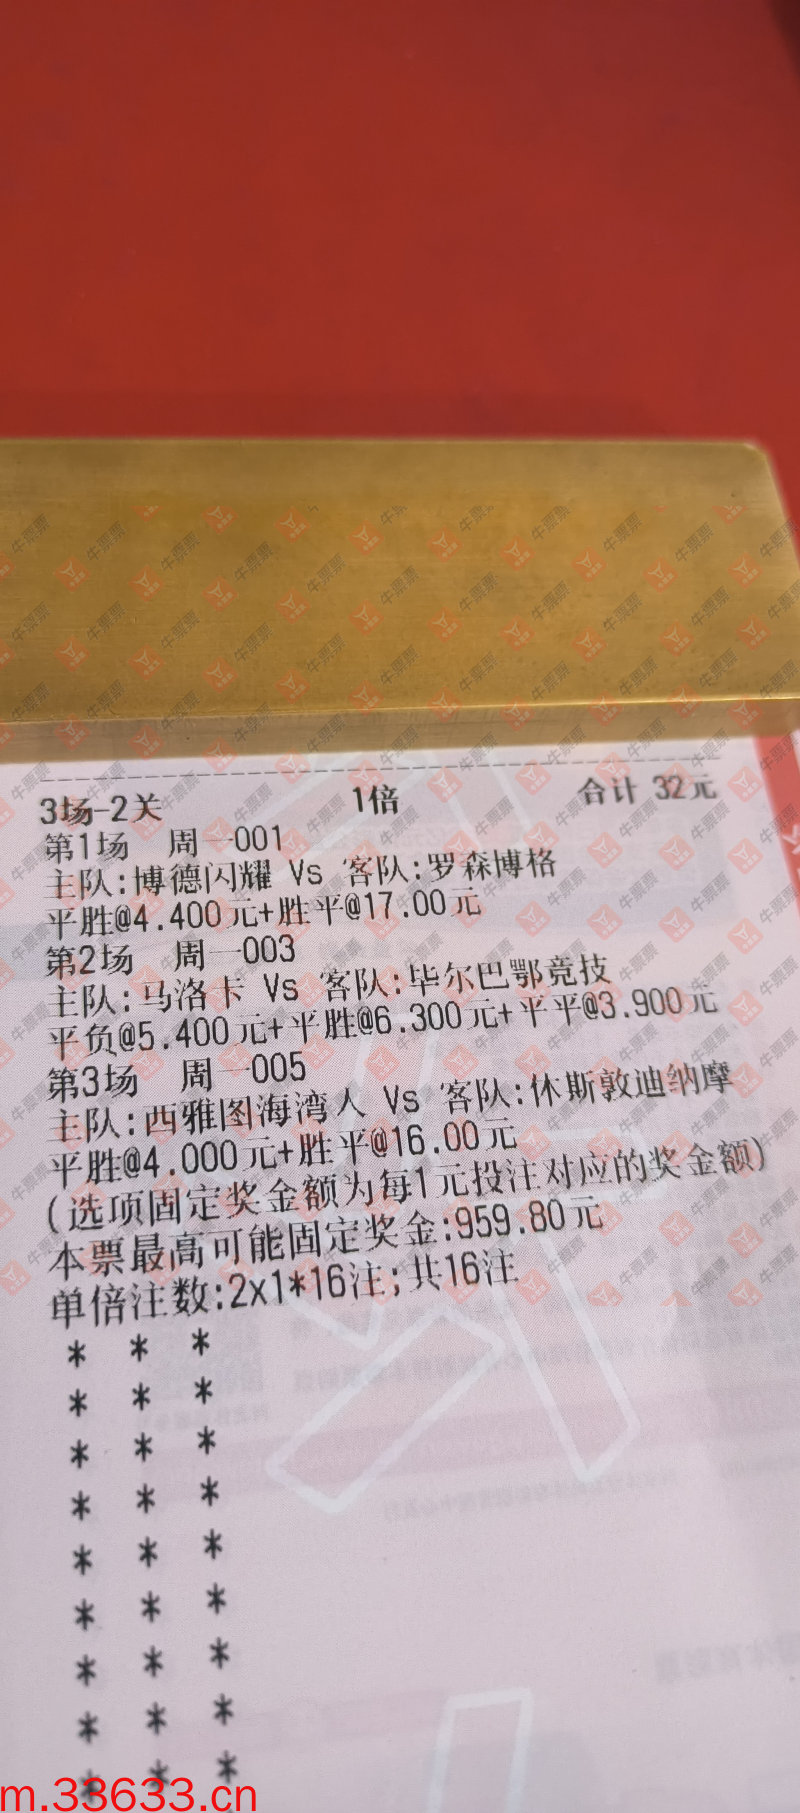 3场-2关 1倍 合计 32元
第1场 周一001
主队:博德闪耀 Vs 客队:罗森博格
平胜@4.400元+胜平@17.00元
第2场 周一003
主队:马洛卡 Vs 客队:毕尔巴鄂竞技
平负@5.400元+平胜@6.300元+平平@3.900元
第3场 周一005
主队:西雅图海湾人 Vs 客队:休斯敦迪纳摩
平胜@4.000元+胜平@16.00元
(选项固定奖金额为每1元投注对应的奖金额)
本票最高可能固定奖金:959.80元
单倍注数:2x1*16注;共16注
* * *
* * *
* * *
* * *
* * *
* * *
* * *
* * *
* * *
牛票票
m.33633.cn